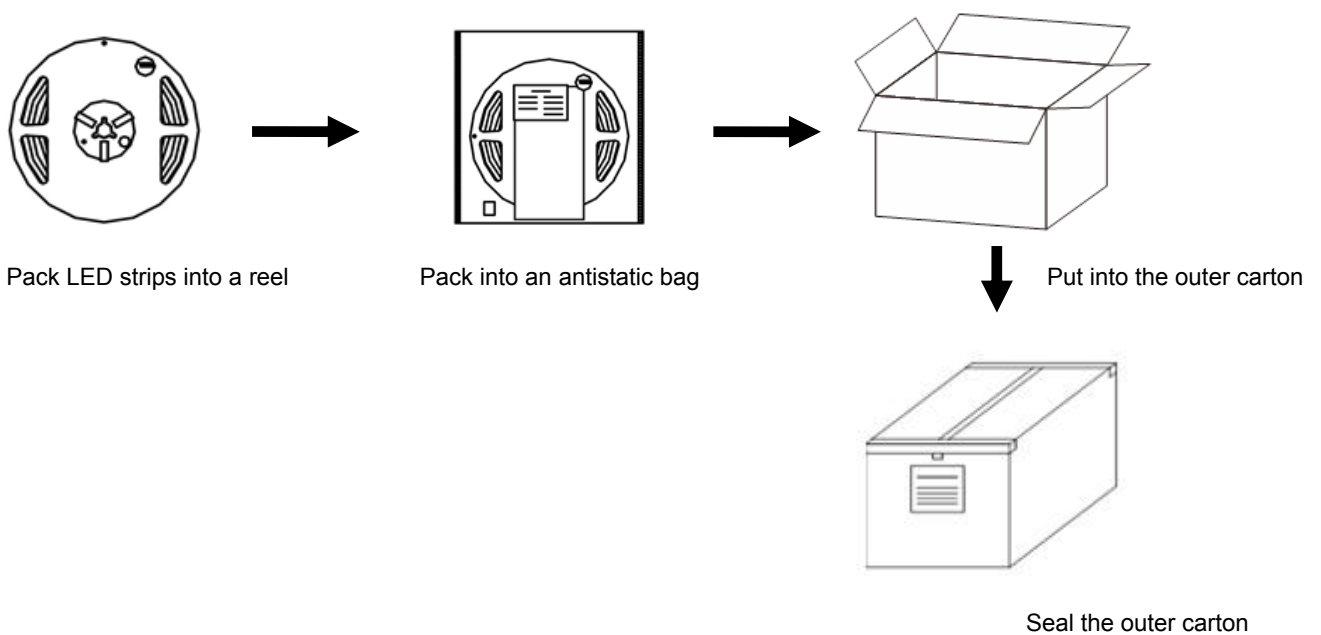 Pack LED strips into a reel
Pack into an antistatic bag
Put into the outer carton
Seal the outer carton